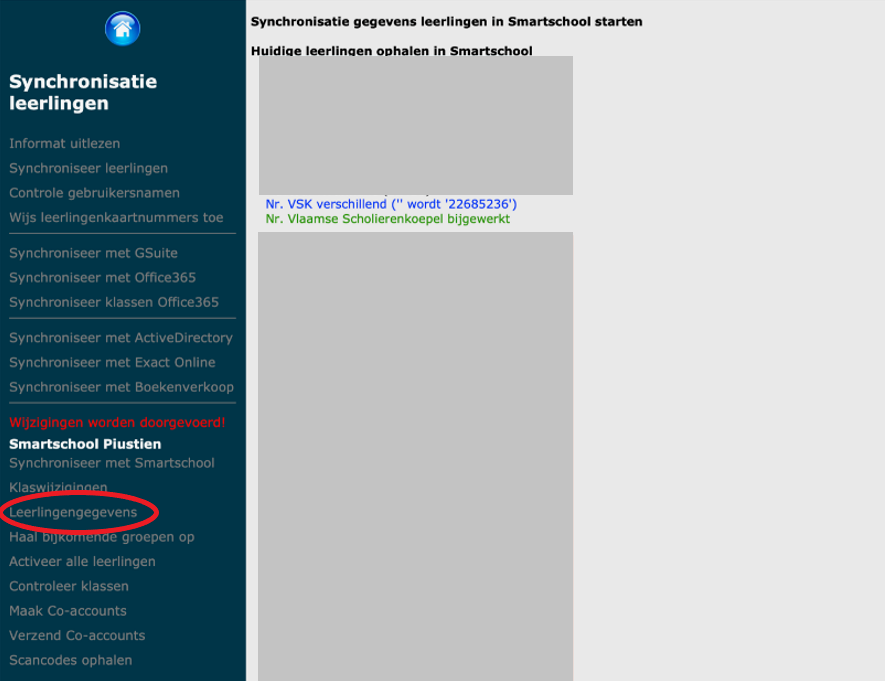 Synchronisatie
leerlingen
Informat uitlezen
Synchroniseer leerlingen
Controle gebruikersnamen
Wijs leerlingenkaartnummers toe
Synchroniseer met GSuite
Synchroniseer met Office365
Synchroniseer klassen Office365
Synchroniseer met ActiveDirectory
Synchroniseer met Exact Online
Synchroniseer met Boekenverkoop
Wijzigingen worden doorgevoerd!
Smartschool Piustien
Synchroniseer met Smartschool
Klaswijzigingen
Leerlingengegevens
Haal bijkomende groepen op
Activeer alle leerlingen
Controleer klassen
Maak Co-accounts
Verzend Co-accounts
Scancodes ophalen
Synchronisatie gegevens leerlingen in Smartschool starten
Huidige leerlingen ophalen in Smartschool
Nr. VSK verschillend ('' wordt '22685236')
Nr. Vlaamse Scholierenkoepel bijgewerkt